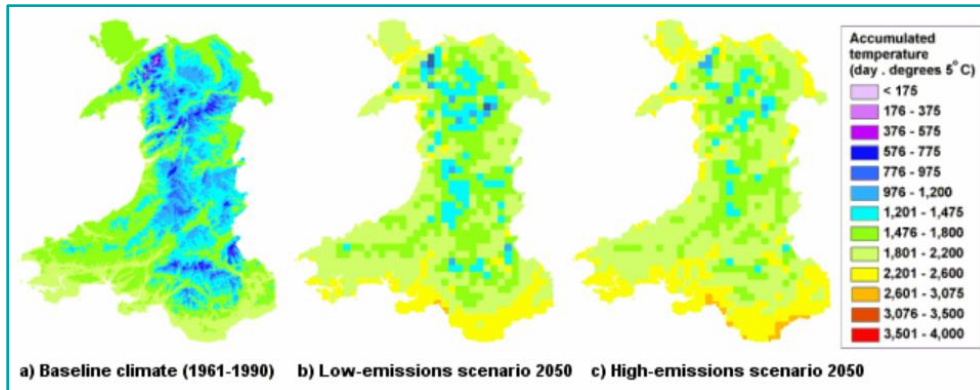 Accumulated
temperature
(day . degrees 5°C)
< 175
176 - 375
376 - 575
576 - 775
776 - 975
976 - 1,200
1,201 - 1,475
1,476 - 1,800
1,801 - 2,200
2,201 - 2,600
2,601 - 3,075
3,076 - 3,500
3,501 - 4,000
a) Baseline climate (1961-1990)
b) Low-emissions scenario 2050
c) High-emissions scenario 2050